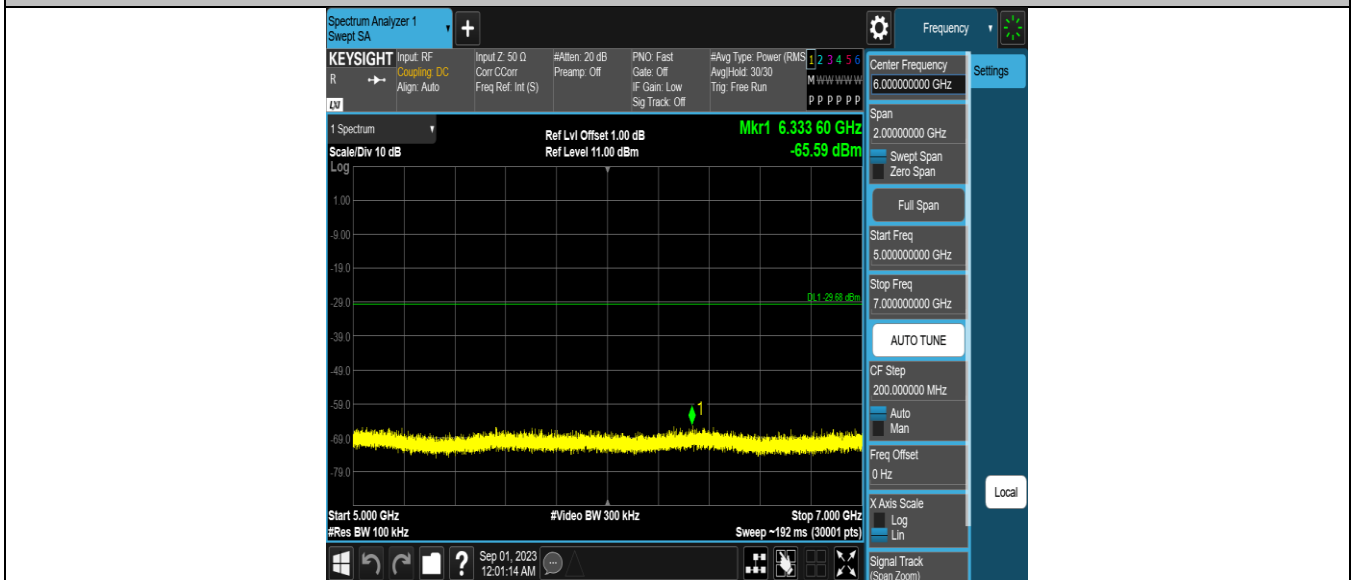 Spectrum Analyzer 1
Swept SA
+
Frequency
KEYSIGHT
R
LXI
Input: RF
Coupling: DC
Align: Auto
Input Z: 50 Ω
Corr CCorr
Freq Ref: Int (S)
#Atten: 20 dB
Preamp: Off
PNO: Fast
Gate: Off
IF Gain: Low
Sig Track: Off
#Avg Type: Power (RMS
Avg|Hold: 30/30
Trig: Free Run
1 2 3 4 5 6
M W W W W W
P P P P P P
1 Spectrum
Scale/Div 10 dB
Ref Lvl Offset 1.00 dB
Ref Level 11.00 dBm
Mkr1 6.333 60 GHz
-65.59 dBm
Log
1.00
-9.00
-19.0
-29.0
DL1 -29.68 dBm
-39.0
-49.0
-59.0
1
-69.0
-79.0
Start 5.000 GHz
#Video BW 300 kHz
Stop 7.000 GHz
#Res BW 100 kHz
Sweep ~192 ms (30001 pts)
?
Sep 01, 2023
12:01:14 AM
Center Frequency
6.000000000 GHz
Settings
Span
2.00000000 GHz
Swept Span
Zero Span
Full Span
Start Freq
5.000000000 GHz
Stop Freq
7.000000000 GHz
AUTO TUNE
CF Step
200.000000 MHz
Auto
Man
Freq Offset
0 Hz
X Axis Scale
Log
Lin
Local
Signal Track
(Span Zoom)